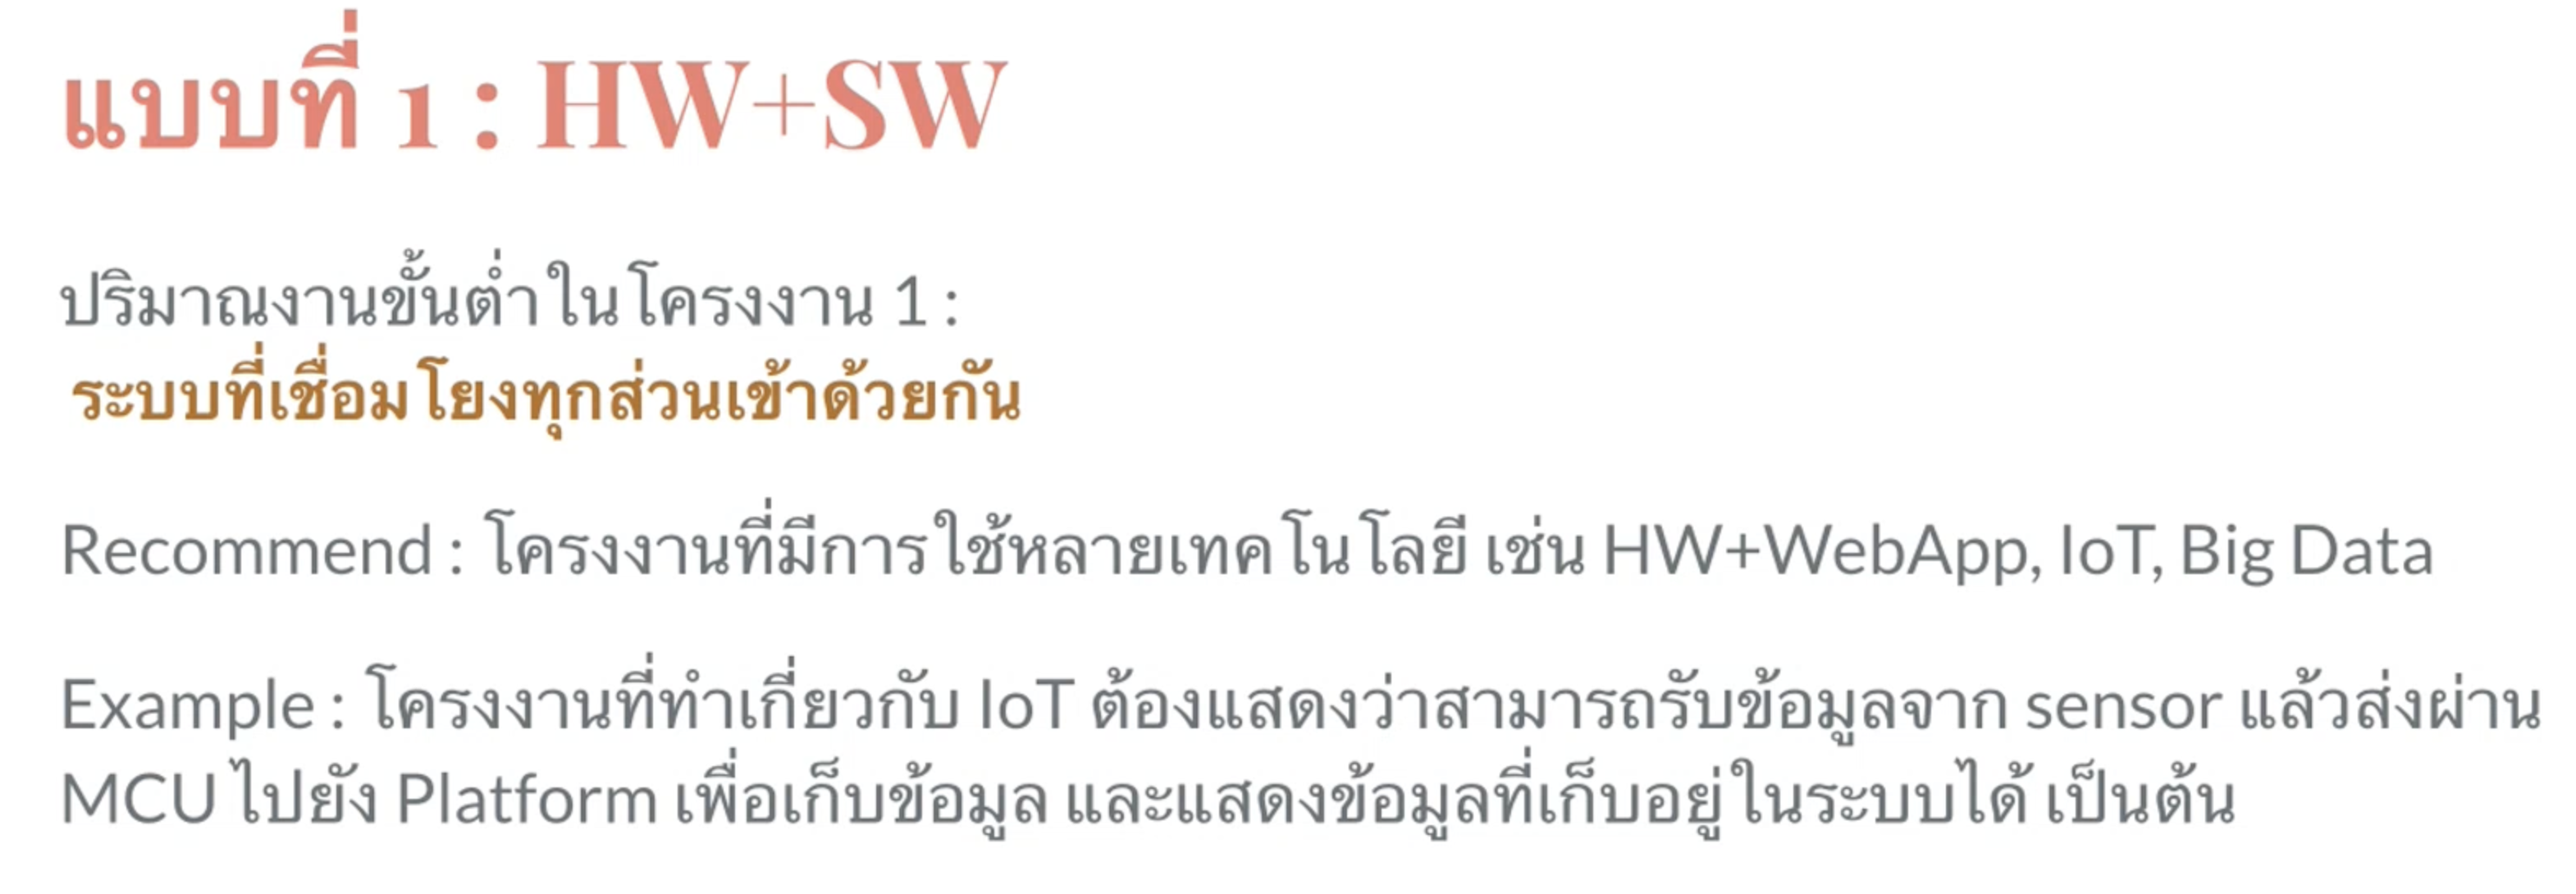 แบบที่ 1 : HW+SW
ปริมาณงานขั้นต่ำในโครงงาน 1 :
ระบบที่เชื่อมโยงทุกส่วนเข้าด้วยกัน
Recommend : โครงงานที่มีการใช้หลายเทคโนโลยี เช่น HW+WebApp, IoT, Big Data
Example : โครงงานที่ทำเกี่ยวกับ IoT ต้องแสดงว่าสามารถรับข้อมูลจาก sensor แล้วส่งผ่าน
MCU ไปยัง Platform เพื่อเก็บข้อมูล และแสดงข้อมูลที่เก็บอยู่ในระบบได้ เป็นต้น